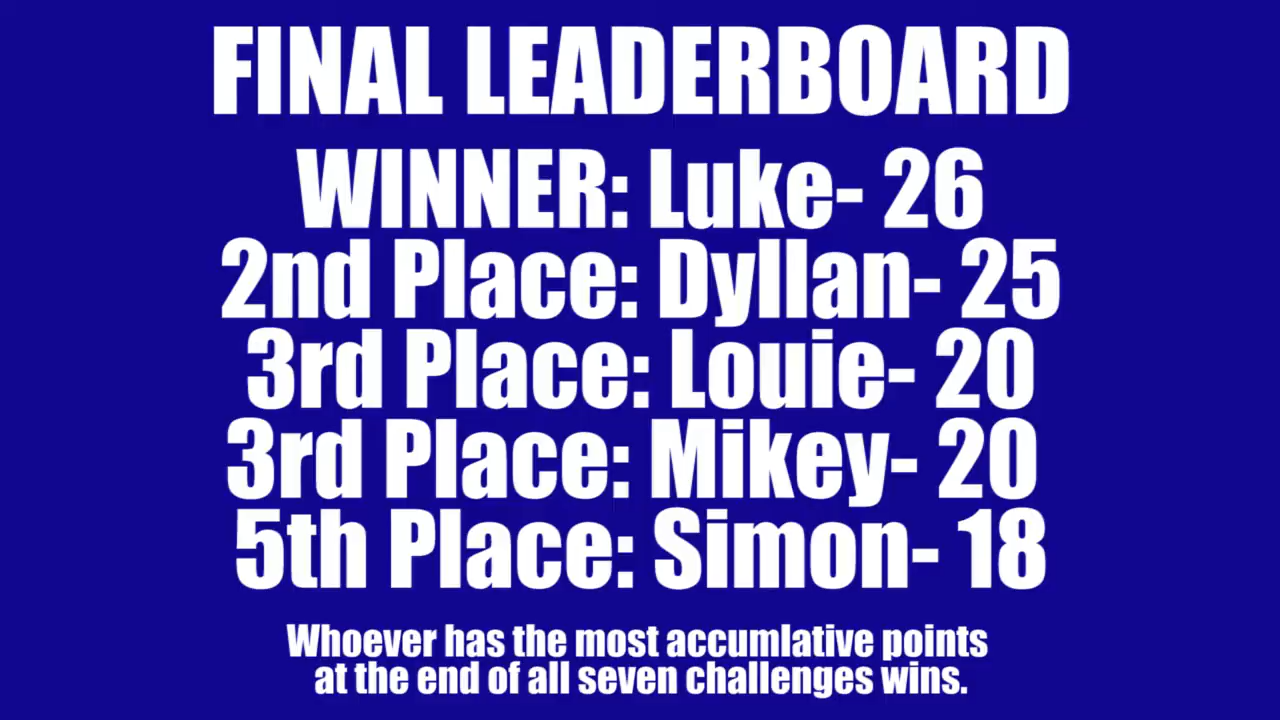 FINAL LEADERBOARD
WINNER: Luke- 26
2nd Place: Dyllan- 25
3rd Place: Louie- 20
3rd Place: Mikey- 20
5th Place: Simon- 18
Whoever has the most accumlative points
at the end of all seven challenges wins.